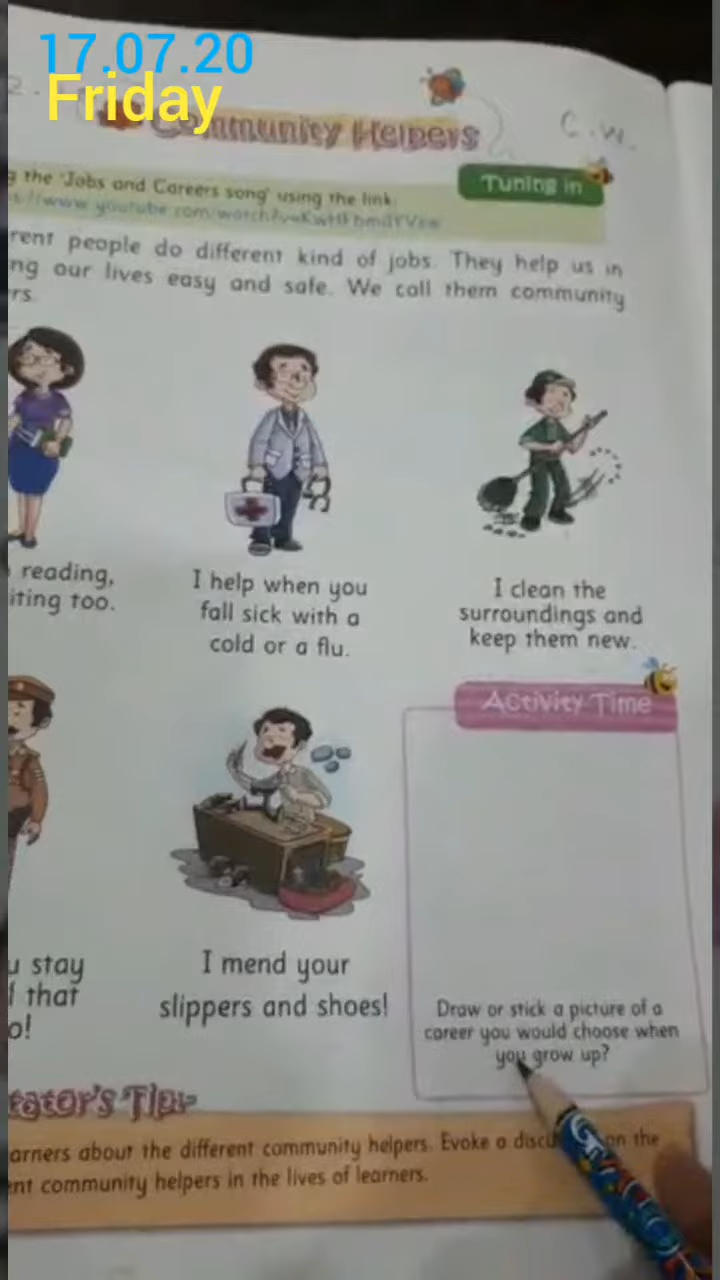 17.07.20
Friday
2.
Community Helpers
C.W.
Tuning in
the 'Jobs and Careers song' using the link:
rent people do different kind of jobs. They help us in
ng our lives easy and safe. We call them community
rs.
reading,
iting too.
I help when you
fall sick with a
cold or a flu.
I clean the
surroundings and
keep them new.
Activity Time
u stay
that
o!
I mend your
slippers and shoes!
Draw or stick a picture of a
career you would choose when
you grow up?
tator's Tip
arners about the different community helpers. Evoke a on the
nt community helpers in the lives of learners.